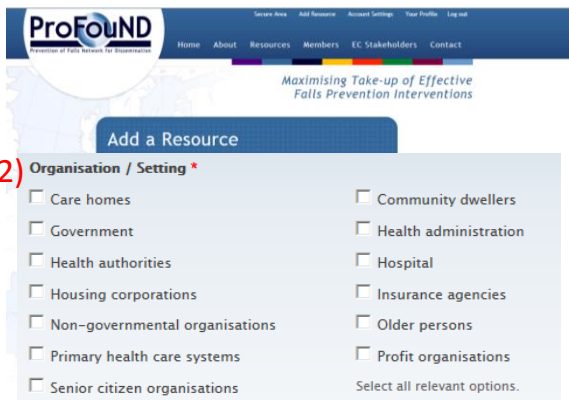 Secure Area Add Resource Account Settings Your Profile Log out
ProFouND
Prevention of Falls Network for Dissemination
Home About Resources Members EC Stakeholders Contact
Maximising Take-up of Effective
Falls Prevention Interventions
Add a Resource
2) Organisation / Setting *
Care homes Community dwellers
Government Health administration
Health authorities Hospital
Housing corporations Insurance agencies
Non-governmental organisations Older persons
Primary health care systems Profit organisations
Senior citizen organisations Select all relevant options.